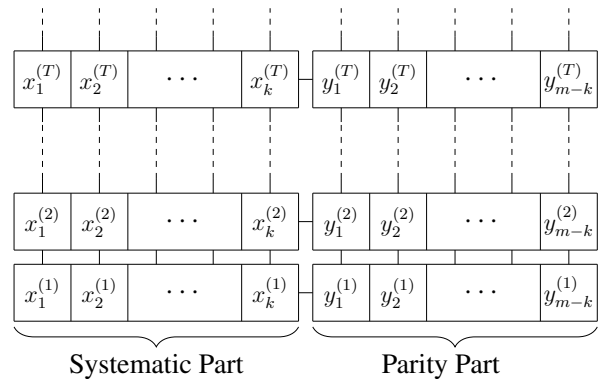 x_1^{(T)} x_2^{(T)} ··· x_k^{(T)} y_1^{(T)} y_2^{(T)} ··· y_{m-k}^{(T)}
x_1^{(2)} x_2^{(2)} ··· x_k^{(2)} y_1^{(2)} y_2^{(2)} ··· y_{m-k}^{(2)}
x_1^{(1)} x_2^{(1)} ··· x_k^{(1)} y_1^{(1)} y_2^{(1)} ··· y_{m-k}^{(1)}
Systematic Part Parity Part